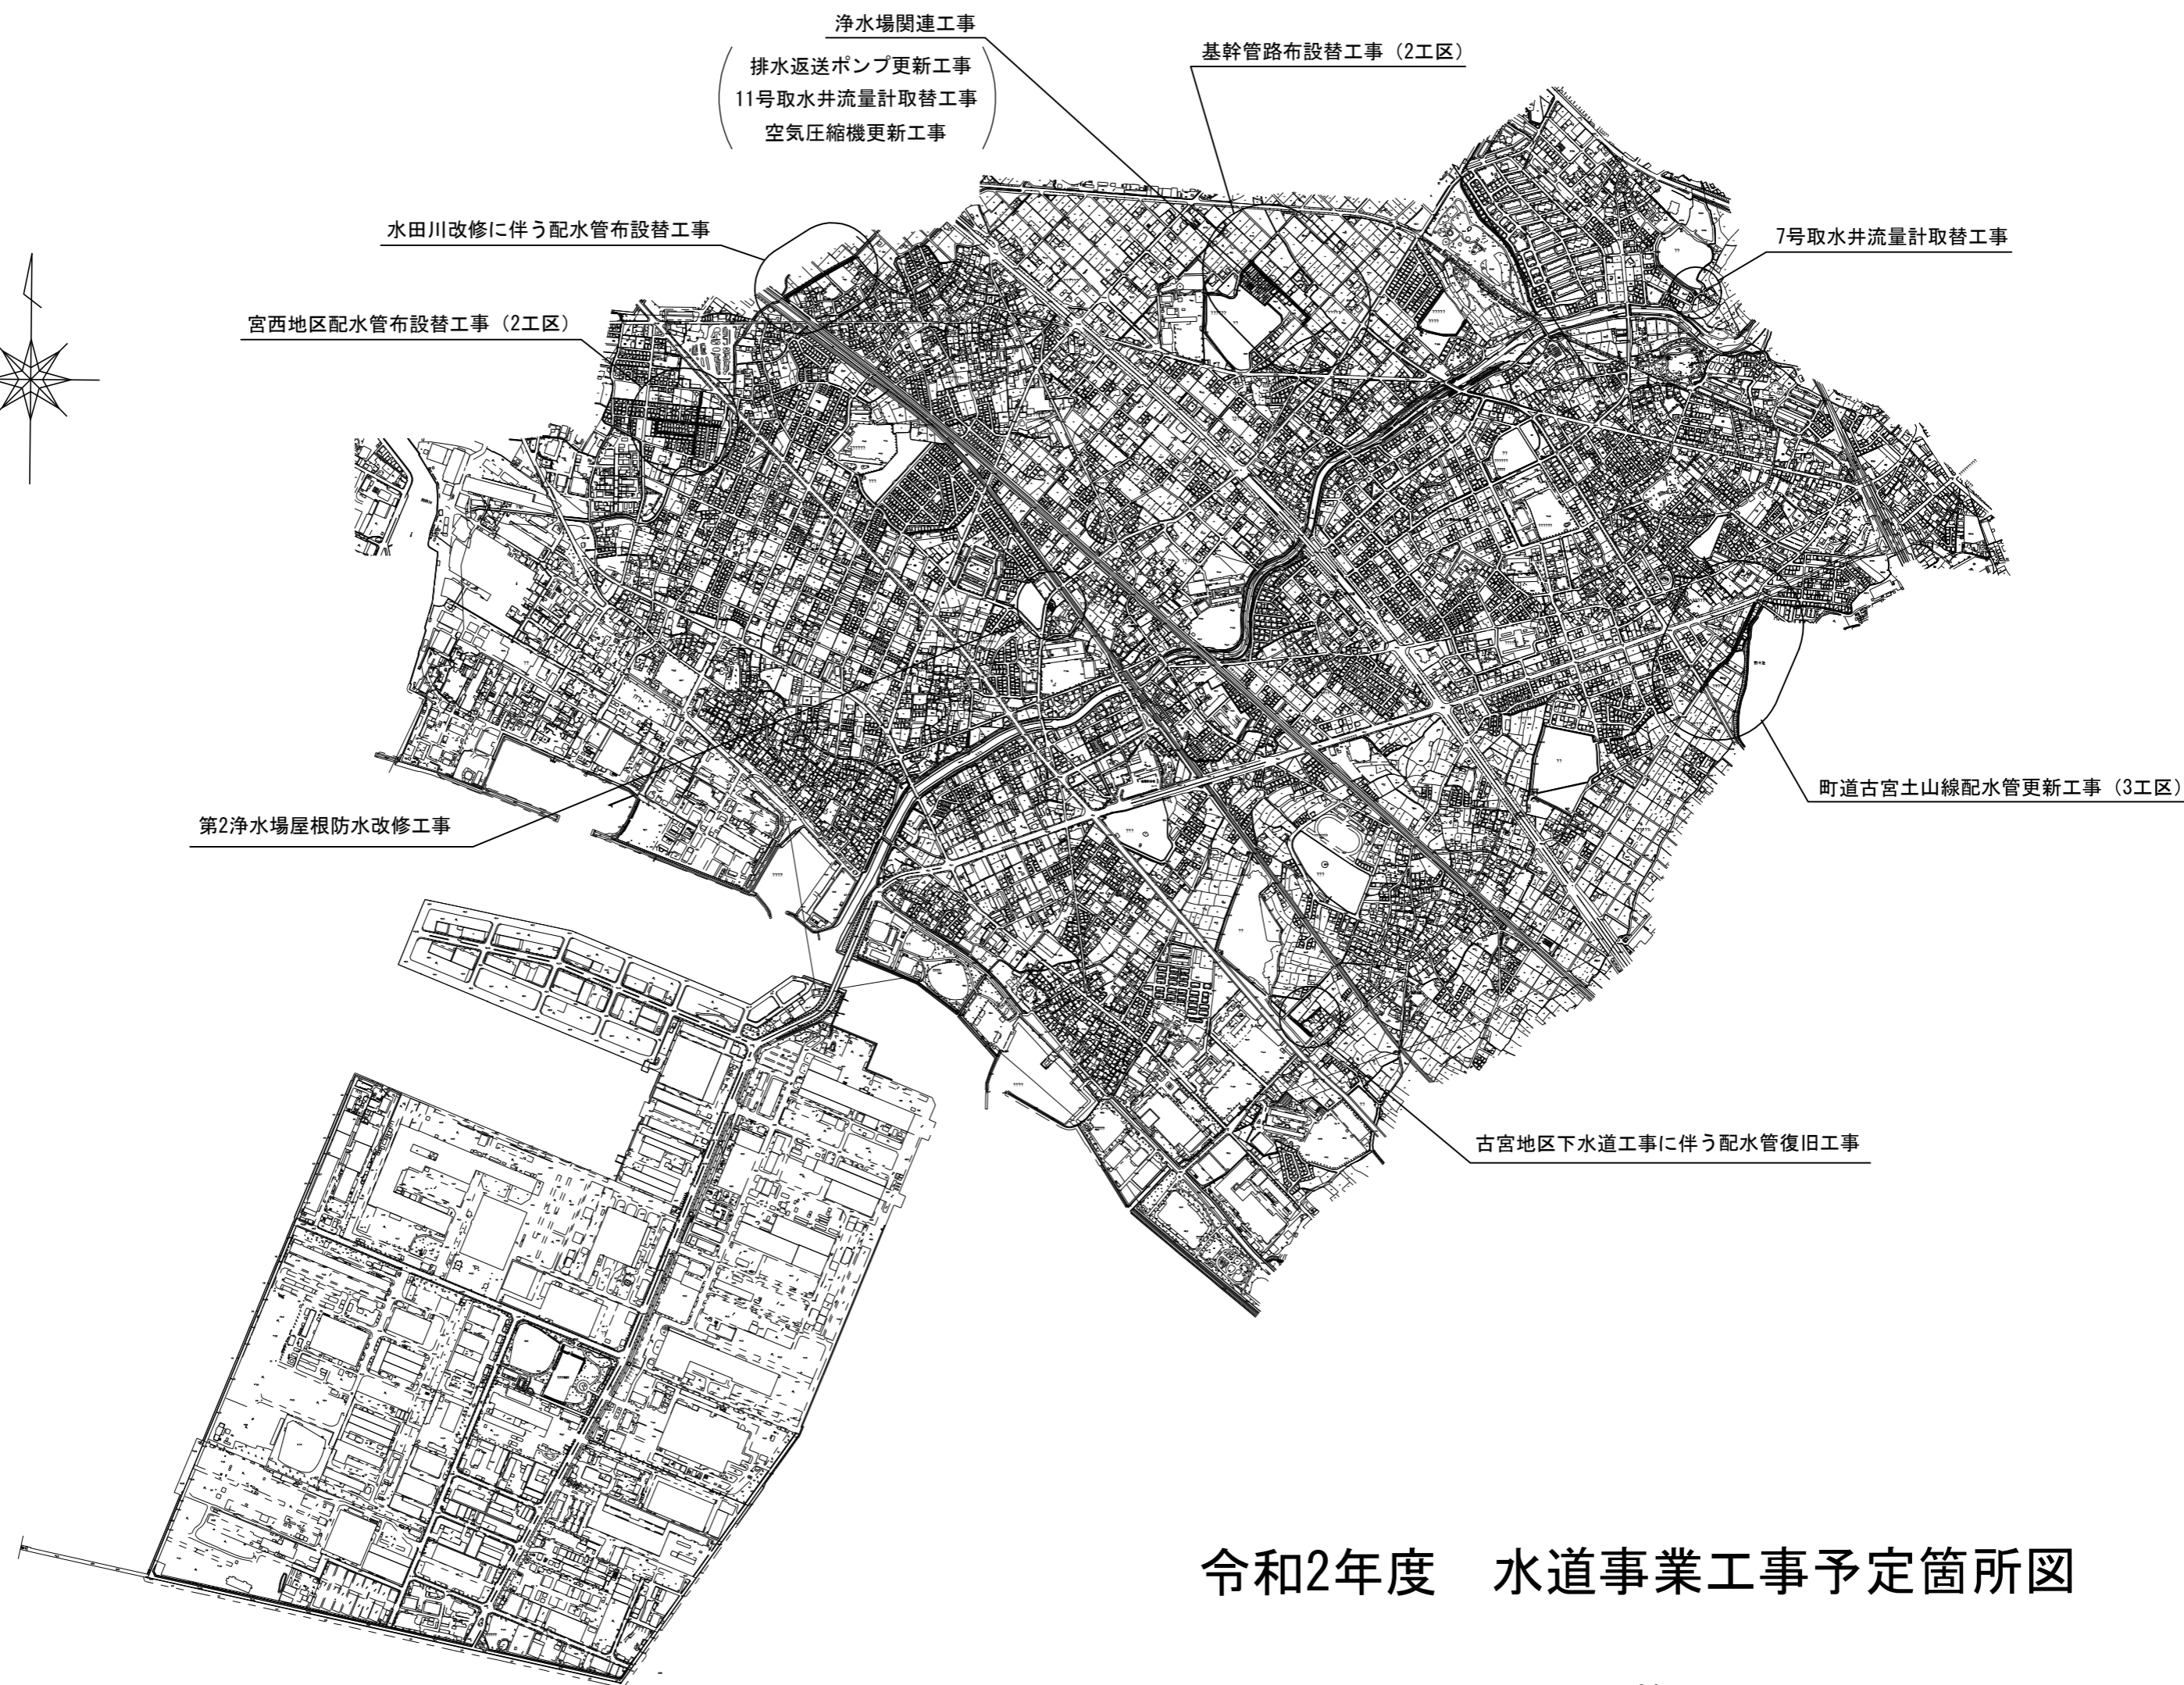 浄水場関連工事
排水返送ポンプ更新工事
11号取水井流量計取替工事
空気圧縮機更新工事
基幹管路布設替工事（2工区）
水田川改修に伴う配水管布設替工事
7号取水井流量計取替工事
宮西地区配水管布設替工事（2工区）
町道古宮土山線配水管更新工事（3工区）
第2浄水場屋根防水改修工事
古宮地区下水道工事に伴う配水管復旧工事
令和2年度　水道事業工事予定箇所図